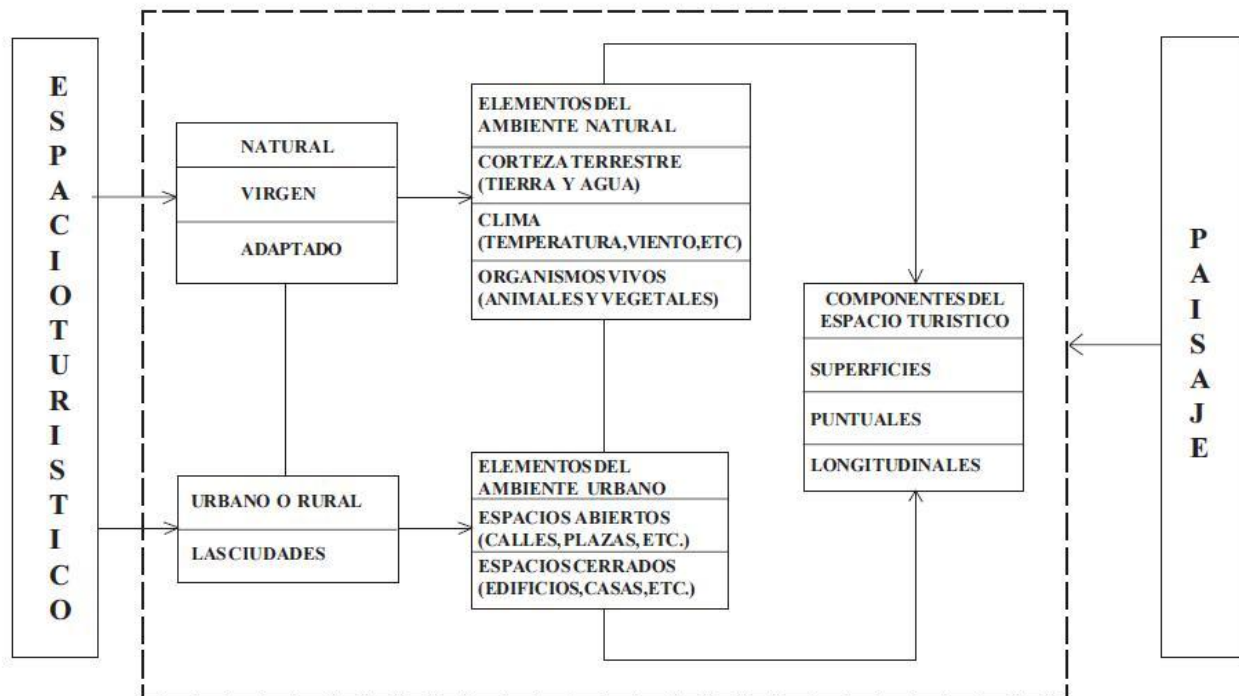 ESPACIO TURISTICO
NATURAL
VIRGEN
ADAPTADO
URBANO O RURAL
LAS CIUDADES
ELEMENTOS DEL
AMBIENTE NATURAL
CORTEZA TERRESTRE
(TIERRA Y AGUA)
CLIMA
(TEMPERATURA,VIENTO,ETC)
ORGANISMOS VIVOS
(ANIMALES Y VEGETALES)
ELEMENTOS DEL
AMBIENTE URBANO
ESPACIOS ABIERTOS
(CALLES,PLAZAS,ETC.)
ESPACIOS CERRADOS
(EDIFICIOS,CASAS,ETC.)
COMPONENTES DEL
ESPACIO TURISTICO
SUPERFICIES
PUNTUALES
LONGITUDINALES
PAISAJE